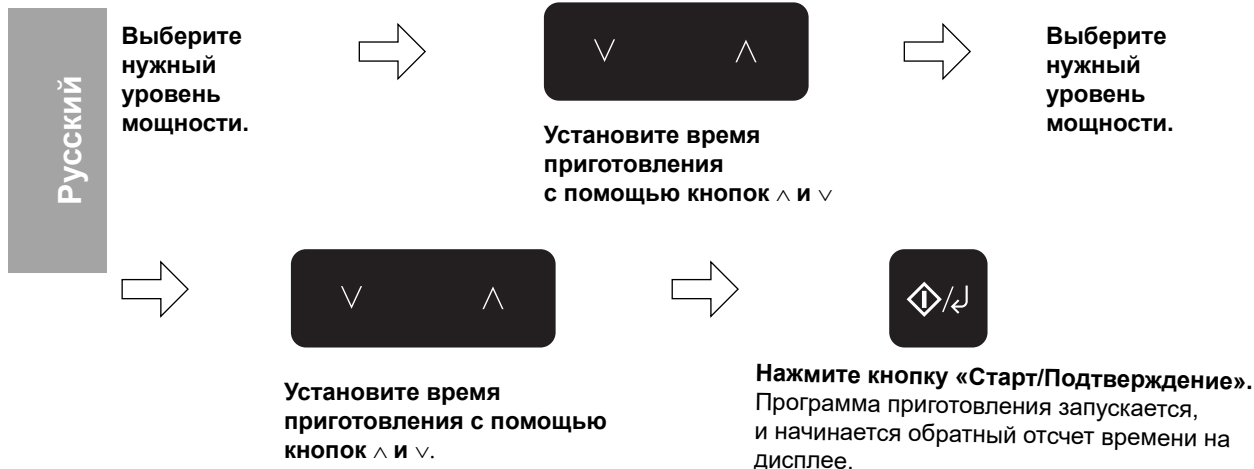 Русский
Выберите
нужный
уровень
мощности.
Установите время
приготовления
с помощью кнопок ∧ и ∨
Выберите
нужный
уровень
мощности.
Установите время
приготовления с помощью
кнопок ∧ и ∨.
Нажмите кнопку «Старт/Подтверждение».
Программа приготовления запускается,
и начинается обратный отсчет времени на
дисплее.